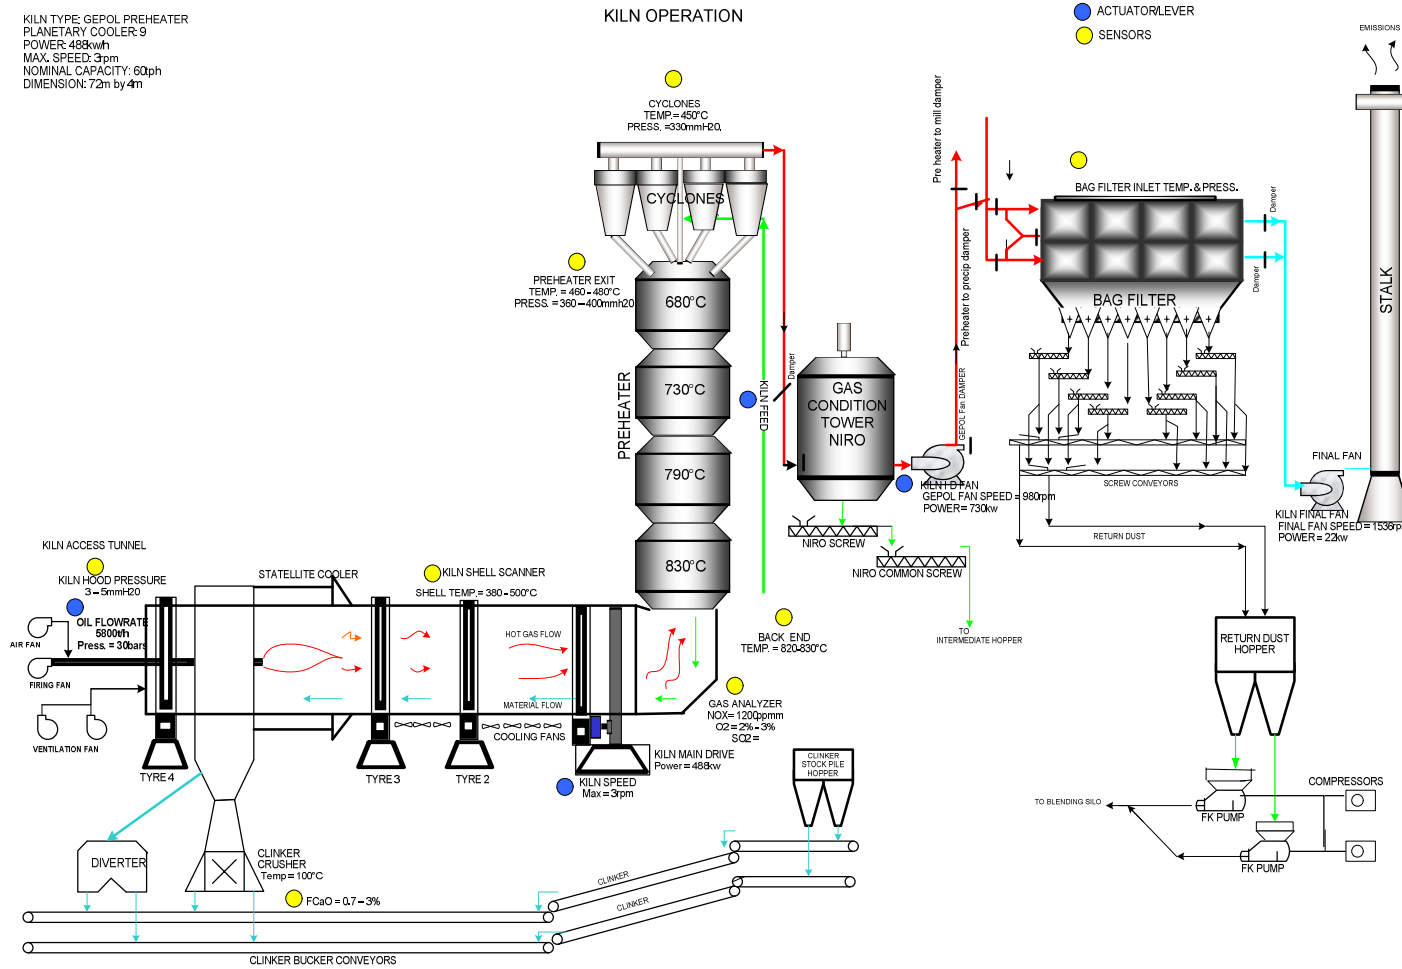 KILN OPERATION
KILN TYPE: GEPOL PREHEATER
PLANETARY COOLER: 9
POWER: 488kw/h
MAX. SPEED: 3rpm
NOMINAL CAPACITY: 60tph
DIMENSION: 72m by 4m
ACTUATOR/LEVER
SENSORS
EMISSIONS
CYCLONES
TEMP.= 450°C
PRESS. =330mmH20.
CYCLONES
PREHEATER EXIT
TEMP. = 460 - 480°C
PRESS. = 360 - 400mmh20
680°C
730°C
790°C
830°C
PREHEATER
KILN FEED
Damper
GAS
CONDITION
TOWER
NIRO
Pre heater to mill damper
Preheater to precip damper
GEPOL Fan DAMPER
BAG FILTER INLET TEMP. & PRESS.
BAG FILTER
Damper
Damper
STALK
KILN I D FAN
GEPOL FAN SPEED = 980rpm
POWER = 730kw
SCREW CONVEYORS
FINAL FAN
KILN FINAL FAN
FINAL FAN SPEED = 1536rp
POWER = 22kw
RETURN DUST
NIRO SCREW
NIRO COMMON SCREW
TO
INTERMEDIATE HOPPER
RETURN DUST
HOPPER
COMPRESSORS
TO BLENDING SILO
FK PUMP
FK PUMP
KILN ACCESS TUNNEL
KILN HOOD PRESSURE
3 - 5mmH20
OIL FLOWRATE
5800t/h
Press. = 30bars
AIR FAN
FIRING FAN
VENTILATION FAN
STATELLITE COOLER
KILN SHELL SCANNER
SHELL TEMP.= 380 - 500°C
HOT GAS FLOW
MATERIAL FLOW
COOLING FANS
BACK END
TEMP. = 820-830°C
GAS ANALYZER
NOX = 1200ppmm
O2 = 2% - 3%
SO2 =
KILN MAIN DRIVE
Power = 488kw
KILN SPEED
Max = 3rpm
TYRE 4
TYRE 3
TYRE 2
CLINKER
STOCK PILE
HOPPER
DIVERTER
CLINKER
CRUSHER
Temp = 100°C
FCaO = 0.7 - 3%
CLINKER
CLINKER
CLINKER BUCKER CONVEYORS